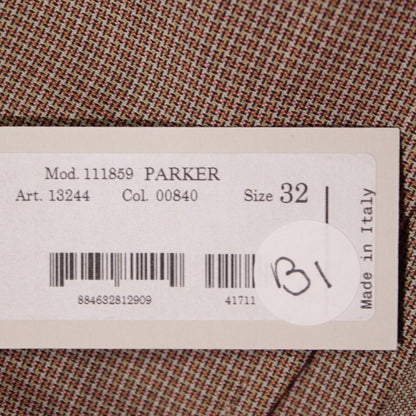 Mod. 111859 PARKER
Art. 13244 Col. 00840 Size 32
884632812909 41711
B1
Made in Italy